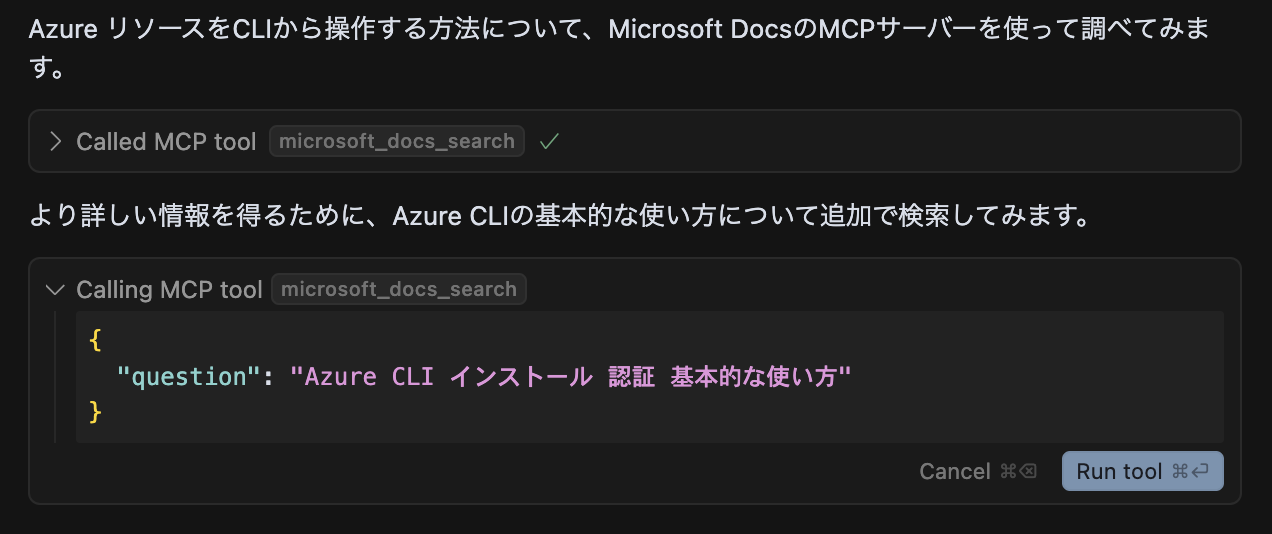 Azure リソースをCLIから操作する方法について、Microsoft DocsのMCPサーバーを使って調べてみま
す。
Called MCP tool microsoft_docs_search
より詳しい情報を得るために、Azure CLIの基本的な使い方について追加で検索してみます。
Calling MCP tool microsoft_docs_search
{
"question": "Azure CLI インストール 認証 基本的な使い方"
}
Cancel ⌘⌫ Run tool ⌘⏎